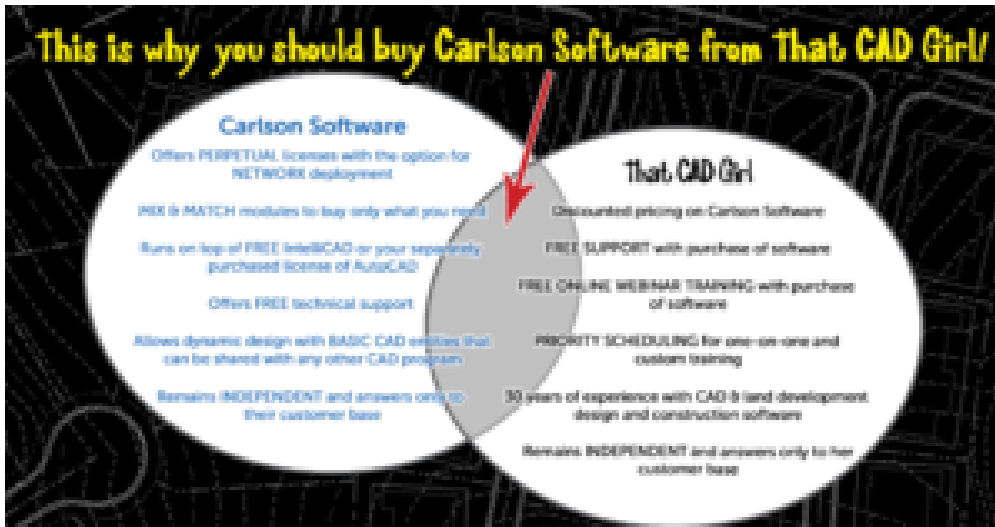 This is why you should buy Carlson Software from That CAD Girl!
Carlson Software
Offers PERPETUAL licenses with the option for
NETWORK deployment
MIX & MATCH modules to buy only what you need
Runs on top of FREE IntelliCAD or your separately
purchased license of AutoCAD
Offers FREE technical support
Allows dynamic design with BASIC CAD entities that
can be shared with any other CAD program
Remains INDEPENDENT and answers only to
their customer base
That CAD Girl
Discounted pricing on Carlson Software
FREE SUPPORT with purchase of software
FREE ONLINE WEBINAR TRAINING with purchase
of software
PRIORITY SCHEDULING for one-on-one and
custom training
30 years of experience with CAD & land development
design and construction software
Remains INDEPENDENT and answers only to her
customer base